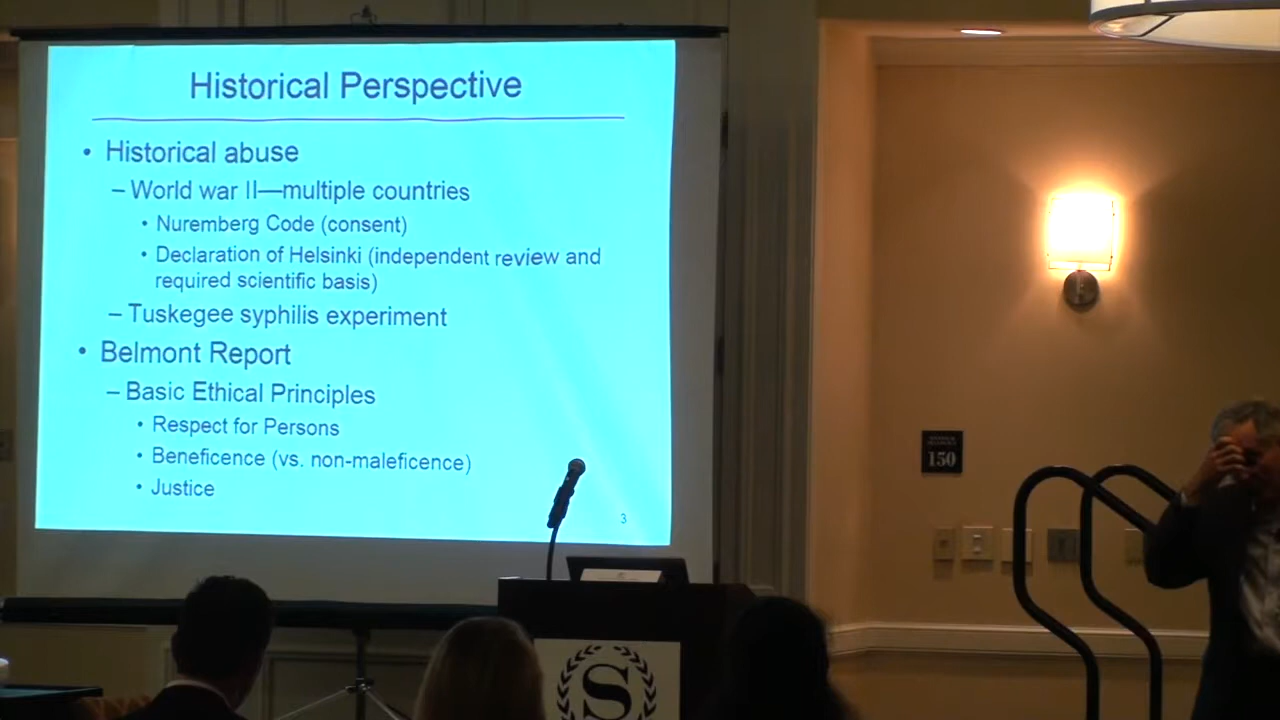 Historical Perspective
• Historical abuse
– World war II—multiple countries
• Nuremberg Code (consent)
• Declaration of Helsinki (independent review and
required scientific basis)
– Tuskegee syphilis experiment
• Belmont Report
– Basic Ethical Principles
• Respect for Persons
• Beneficence (vs. non-maleficence)
• Justice
3
150
S